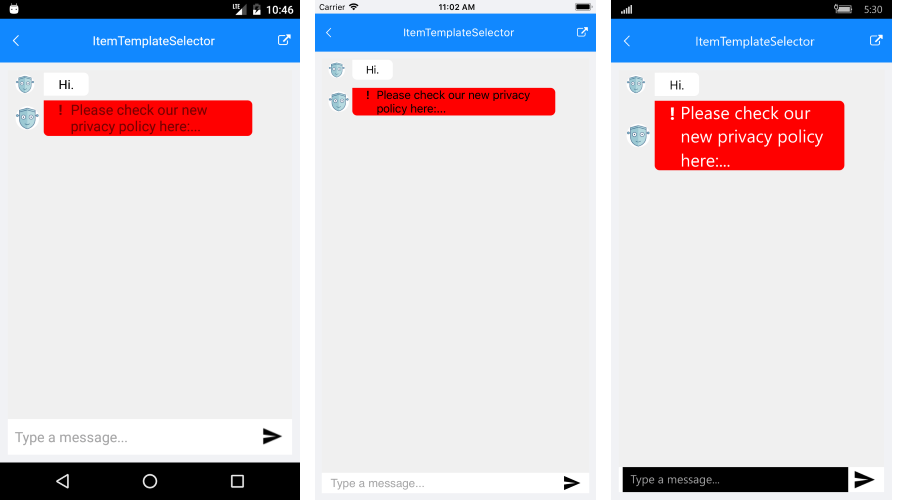 LTE 10:46
ItemTemplateSelector
Hi.
! Please check our new
privacy policy here:...
Type a message...
Carrier 11:02 AM
ItemTemplateSelector
Hi.
! Please check our new privacy
policy here:...
Type a message...
5:30
ItemTemplateSelector
Hi.
! Please check our
new privacy policy
here:...
Type a message...